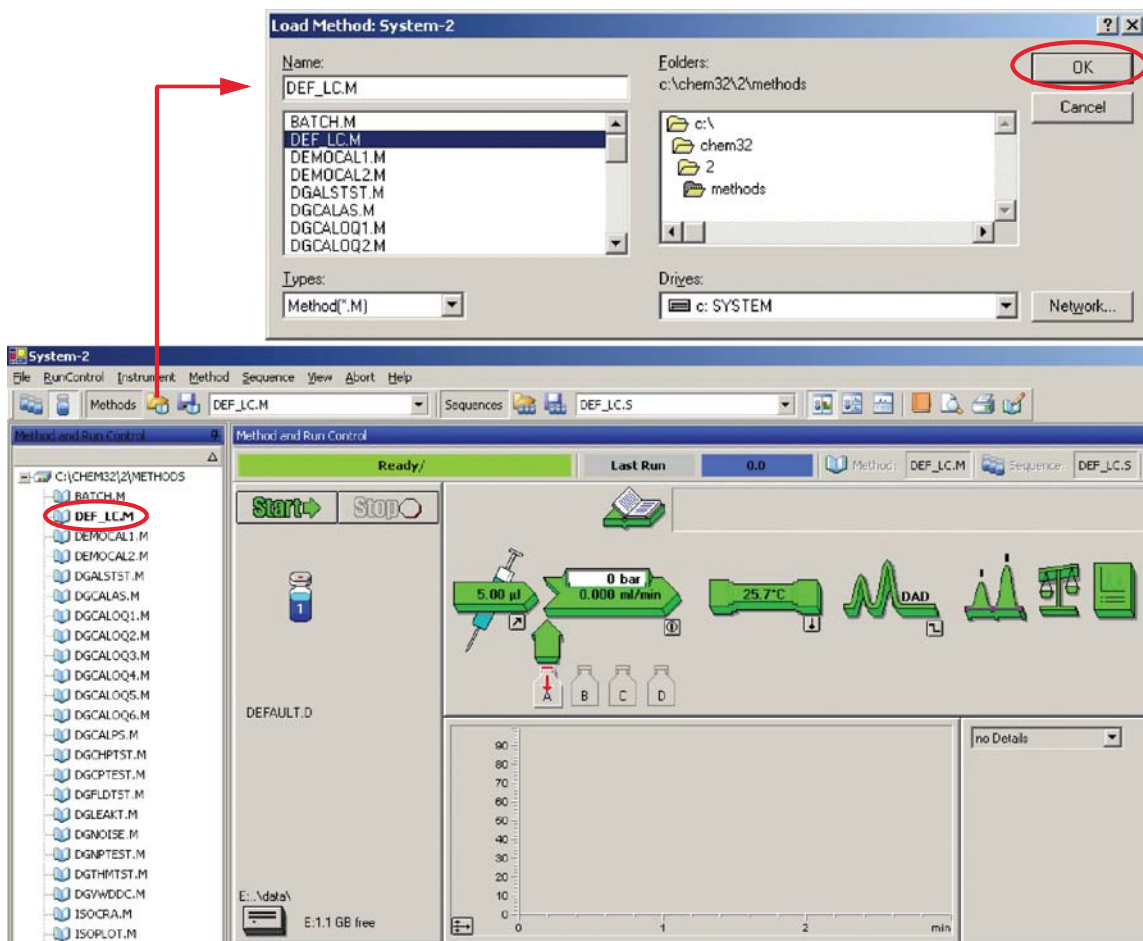 Load Method: System-2
Name:
DEF_LC.M
BATCH.M
DEF_LC.M
DEMOCAL1.M
DEMOCAL2.M
DGALSTST.M
DGCALAS.M
DGCALOQ1.M
DGCALOQ2.M
Types:
Method(*.M)
Folders:
c:\chem32\2\methods
c:\
chem32
2
methods
Drives:
c: SYSTEM
OK
Cancel
Network...
System-2
File RunControl Instrument Method Sequence View Abort Help
Methods DEF_LC.M Sequences DEF_LC.S
Method and Run Control
C:\CHEM32\2\METHODS
BATCH.M
DEF_LC.M
DEMOCAL1.M
DEMOCAL2.M
DGALSTST.M
DGCALAS.M
DGCALOQ1.M
DGCALOQ2.M
DGCALOQ3.M
DGCALOQ4.M
DGCALOQ5.M
DGCALOQ6.M
DGCALPS.M
DGCHPTST.M
DGCPTEST.M
DGFLDTST.M
DGLEAKT.M
DGNOISE.M
DGNPTEST.M
DGTHMTST.M
DGVWDDC.M
ISOCRA.M
ISOPLOT.M
Method and Run Control
Ready/ Last Run 0.0 Method: DEF_LC.M Sequence: DEF_LC.S
Start Stop
1
DEFAULT.D
E:..\data\
E:1.1 GB free
5.00 µl
0 bar
0.000 ml/min
25.7°C
DAD
A B C D
no Details
90
80
70
60
50
40
30
20
10
0
0 1 2 min